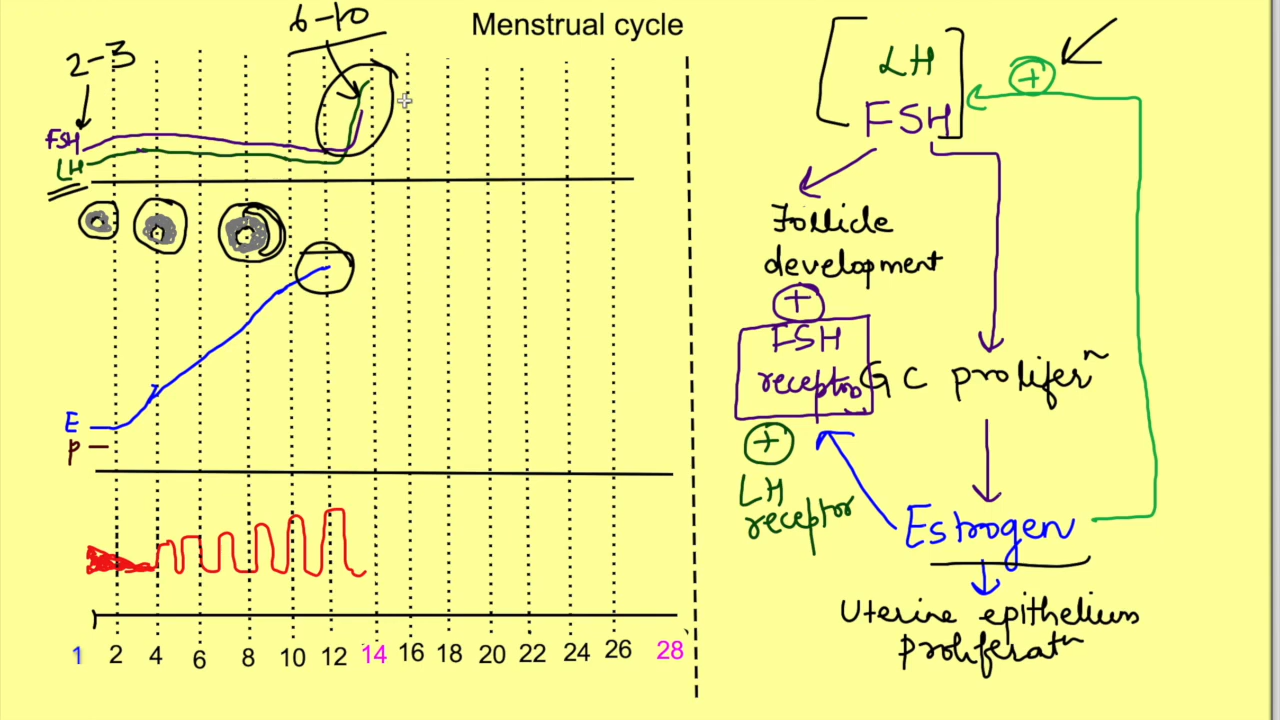 Menstrual cycle
6-10
2-3
FSH
LH
E
P
1 2 4 6 8 10 12 14 16 18 20 22 24 26 28
LH
+
FSH
Follicle
development
+
FSH
receptor
GC prolifer^n
+
LH
receptor
Estrogen
Uterine epithelium
proliferat^n